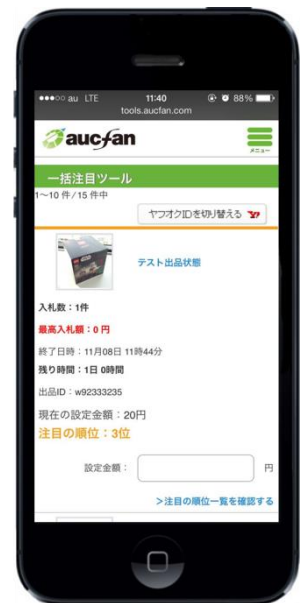 ●●●○○ au LTE 11:40 88%
tools.aucfan.com
aucfan
メニュー
一括注目ツール
1〜10 件/15 件中
ヤフオクIDを切り替える
テスト出品状態
入札数：1件
最高入札額：0 円
終了日時：11月08日 11時44分
残り時間：1日 0時間
出品ID：w92333235
現在の設定金額：20円
注目の順位：3位
設定金額： 円
>注目の順位一覧を確認する